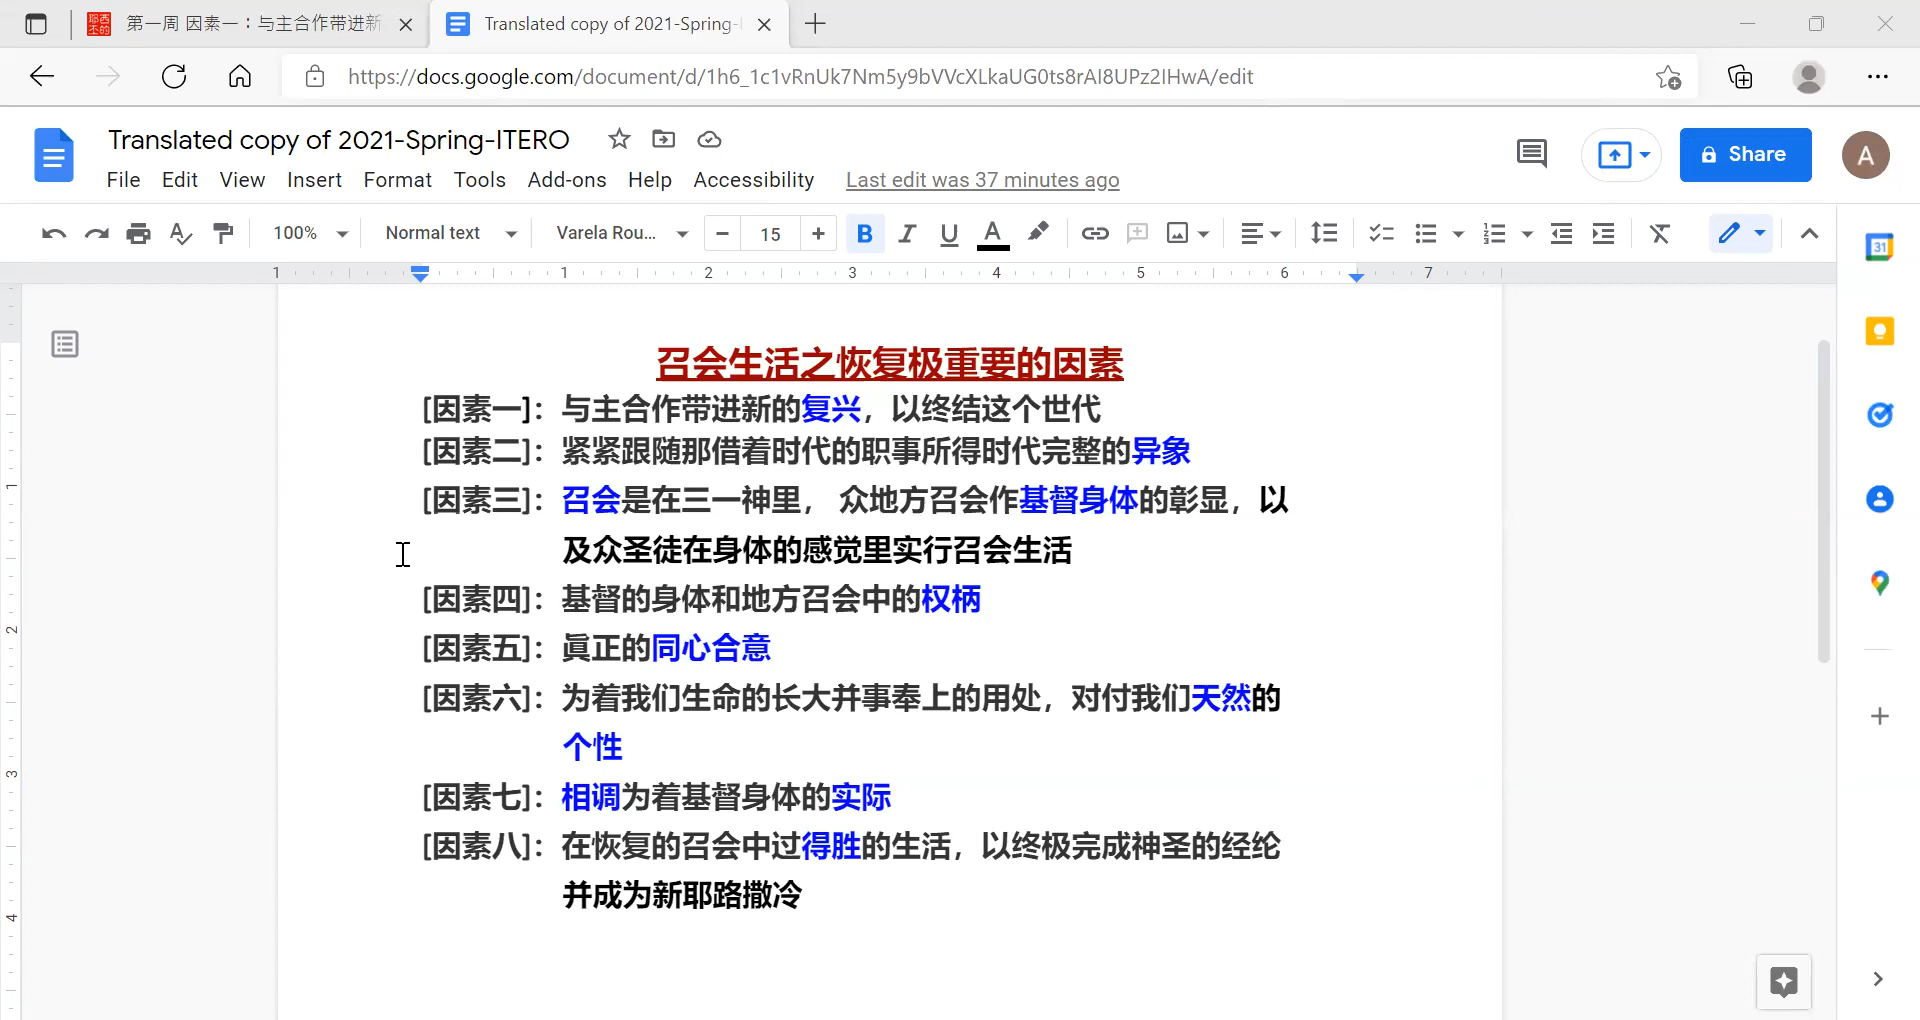 第一周 因素一：与主合作带进新
Translated copy of 2021-Spring-I
https://docs.google.com/document/d/1h6_1c1vRnUk7Nm5y9bVVcXLkaUG0ts8rAI8UPz2IHwA/edit
Translated copy of 2021-Spring-ITERO
Share
A
File Edit View Insert Format Tools Add-ons Help Accessibility Last edit was 37 minutes ago
100% Normal text Varela Rou... 15 B I U A
31
1 1 2 3 4 5 6 7
召会生活之恢复极重要的因素
[因素一]：与主合作带进新的复兴，以终结这个世代
[因素二]：紧紧跟随那借着时代的职事所得时代完整的异象
[因素三]：召会是在三一神里， 众地方召会作基督身体的彰显，以
及众圣徒在身体的感觉里实行召会生活
[因素四]：基督的身体和地方召会中的权柄
[因素五]：眞正的同心合意
[因素六]：为着我们生命的长大并事奉上的用处，对付我们天然的
个性
[因素七]：相调为着基督身体的实际
[因素八]：在恢复的召会中过得胜的生活，以终极完成神圣的经纶
并成为新耶路撒冷
1
2
3
4